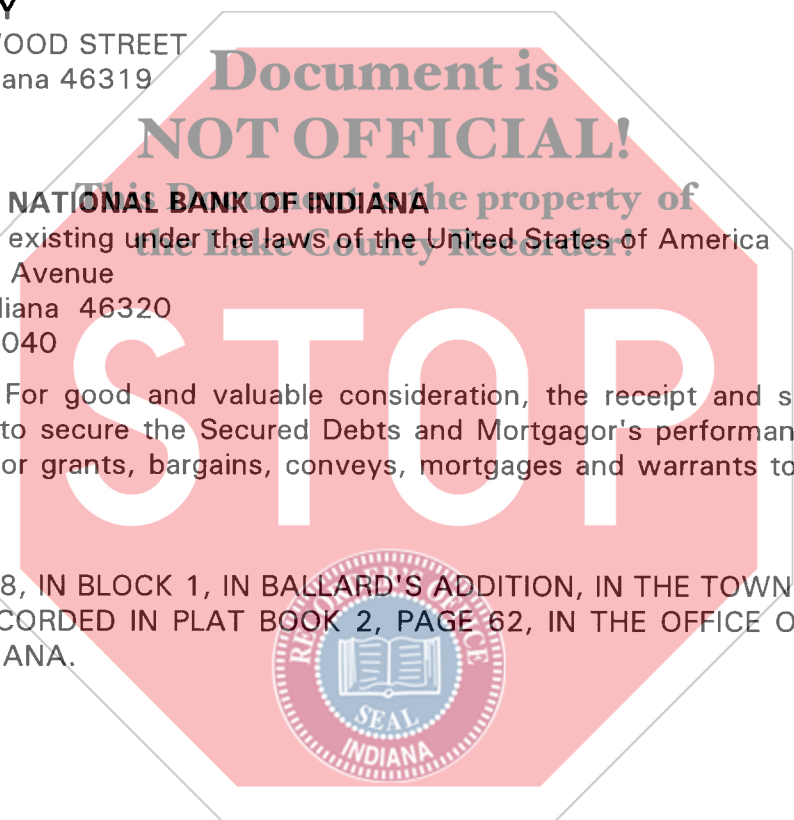 Y
WOOD STREET
ana 46319
Document is
NOT OFFICIAL!
NATIONAL BANK OF INDIANA
This Document is the property of
existing under the laws of the United States of America
the Lake County Recorder!
Avenue
diana 46320
040
STOP
For good and valuable consideration, the receipt and s
to secure the Secured Debts and Mortgagor's performan
or grants, bargains, conveys, mortgages and warrants to
8, IN BLOCK 1, IN BALLARD'S ADDITION, IN THE TOWN
CORDED IN PLAT BOOK 2, PAGE 62, IN THE OFFICE O
IANA.
RECORDER'S OFFICE
SEAL
INDIANA